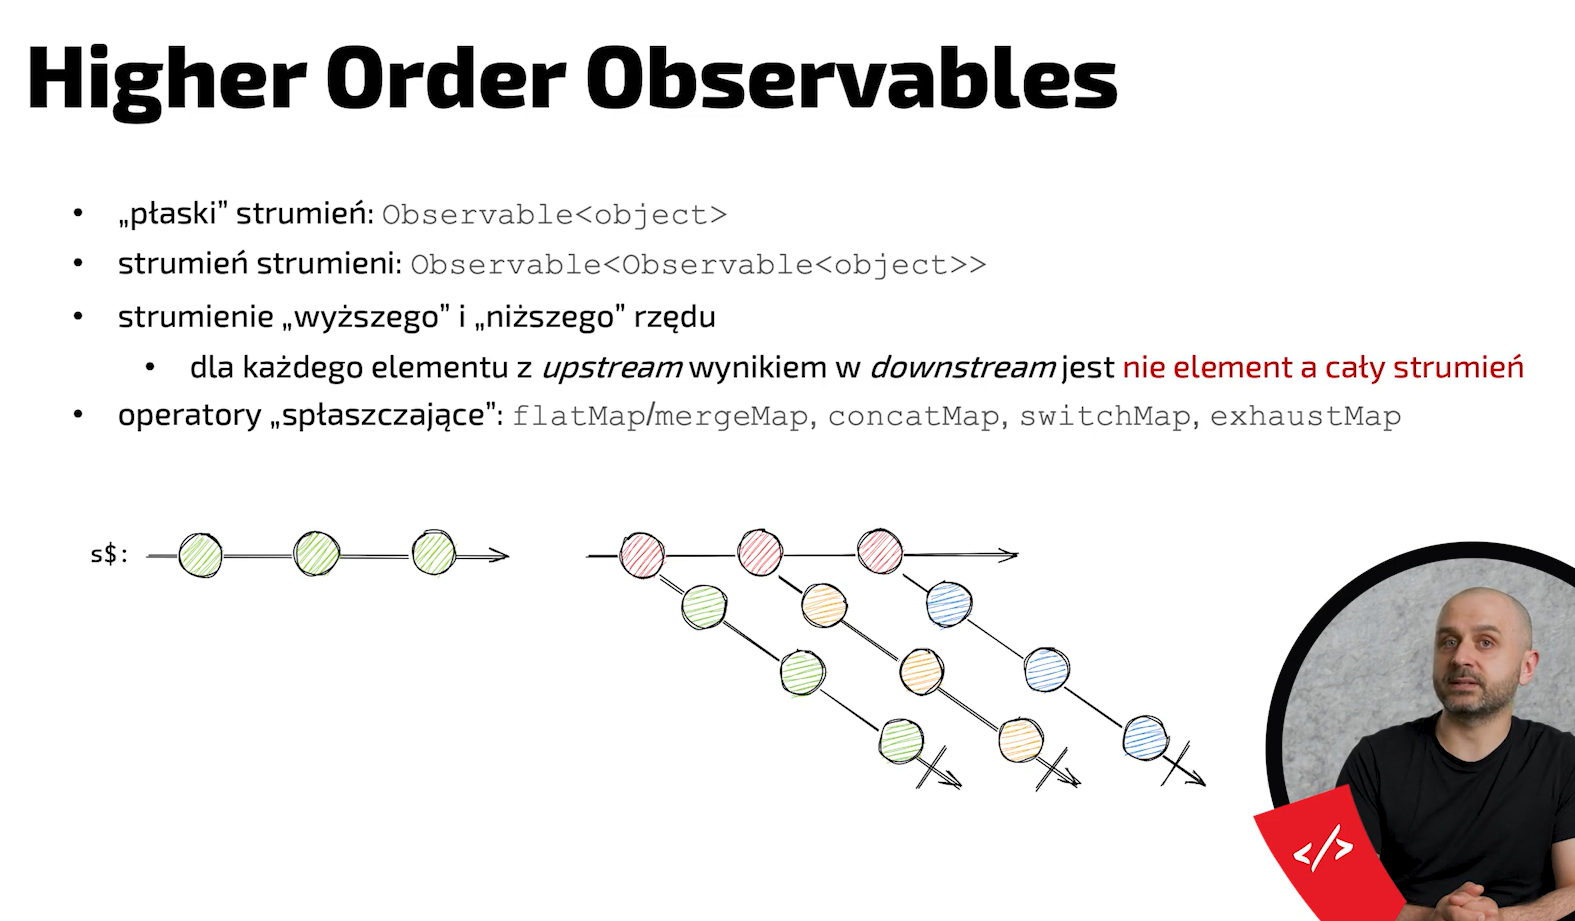 Higher Order Observables
• „płaski” strumień: Observable<object>
• strumień strumieni: Observable<Observable<object>>
• strumienie „wyższego” i „niższego” rzędu
• dla każdego elementu z upstream wynikiem w downstream jest nie element a cały strumień
• operatory „spłaszczające”: flatMap/mergeMap, concatMap, switchMap, exhaustMap
s$:
</>